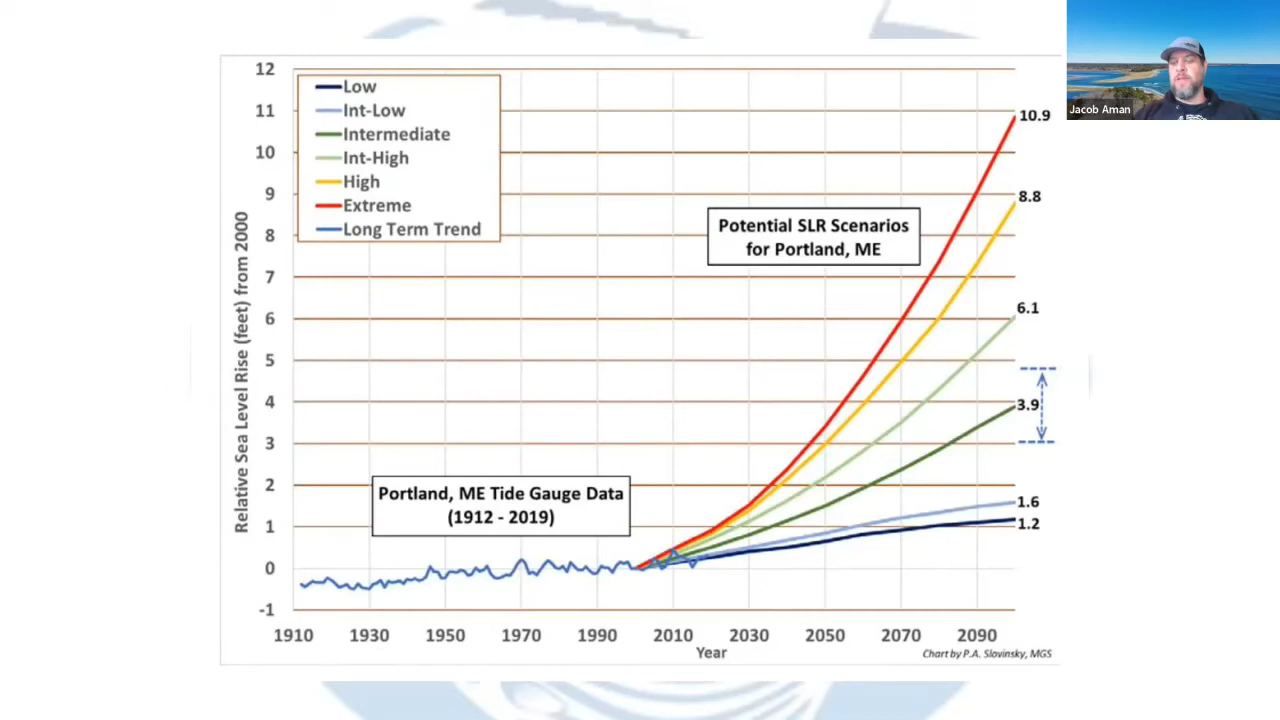 12
11
10
9
8
7
6
5
4
3
2
1
0
-1
Relative Sea Level Rise (feet) from 2000
Low
Int-Low
Intermediate
Int-High
High
Extreme
Long Term Trend
Potential SLR Scenarios
for Portland, ME
Portland, ME Tide Gauge Data
(1912 - 2019)
10.9
8.8
6.1
3.9
1.6
1.2
1910 1930 1950 1970 1990 2010 2030 2050 2070 2090
Year
Chart by P.A. Slovinsky, MGS
Jacob Aman